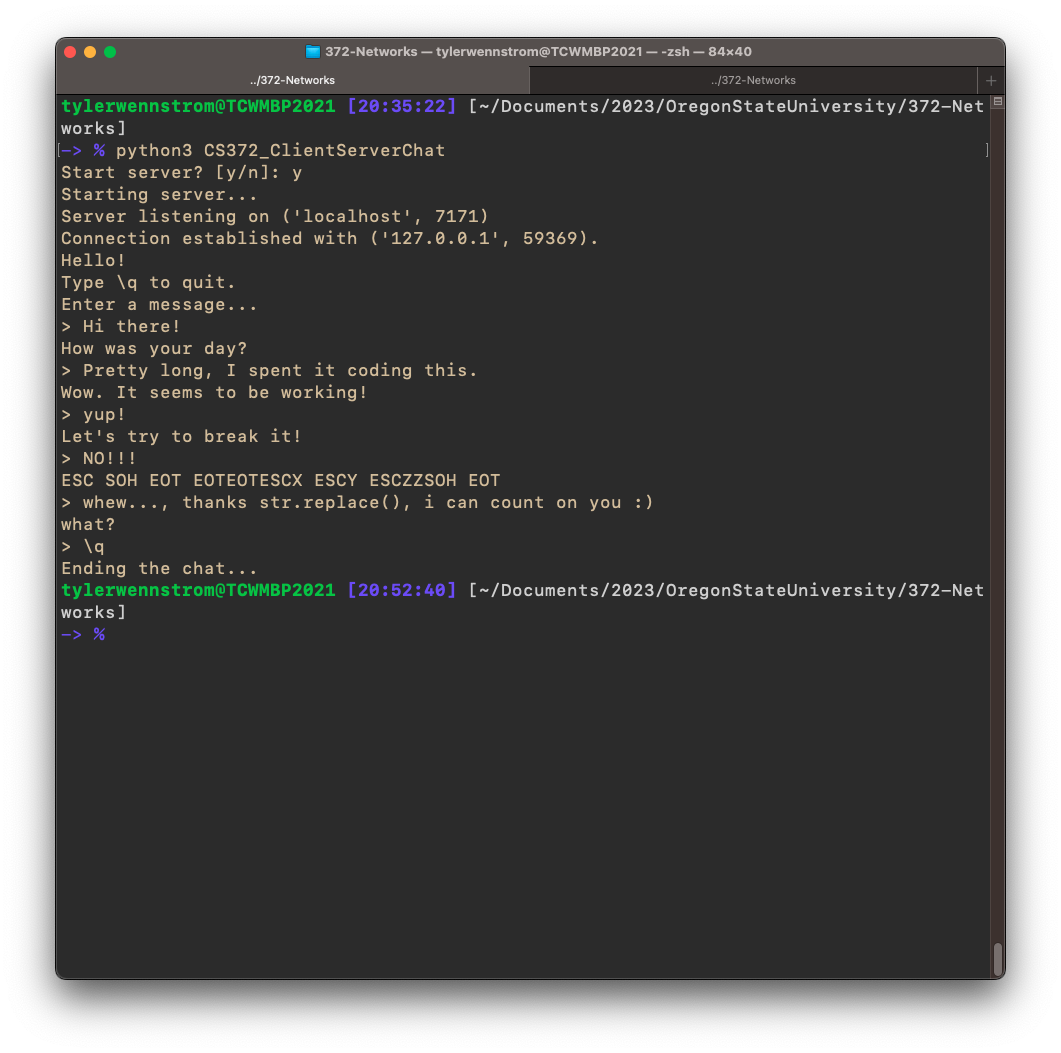 372-Networks — tylerwennstrom@TCWMBP2021 — -zsh — 84×40
../372-Networks ../372-Networks +
tylerwennstrom@TCWMBP2021 [20:35:22] [~/Documents/2023/OregonStateUniversity/372-Net
works]
[-> % python3 CS372_ClientServerChat ]
Start server? [y/n]: y
Starting server...
Server listening on ('localhost', 7171)
Connection established with ('127.0.0.1', 59369).
Hello!
Type \q to quit.
Enter a message...
> Hi there!
How was your day?
> Pretty long, I spent it coding this.
Wow. It seems to be working!
> yup!
Let's try to break it!
> NO!!!
ESC SOH EOT EOTEOTESCX ESCY ESCZZSOH EOT
> whew..., thanks str.replace(), i can count on you :)
what?
> \q
Ending the chat...
tylerwennstrom@TCWMBP2021 [20:52:40] [~/Documents/2023/OregonStateUniversity/372-Net
works]
-> %